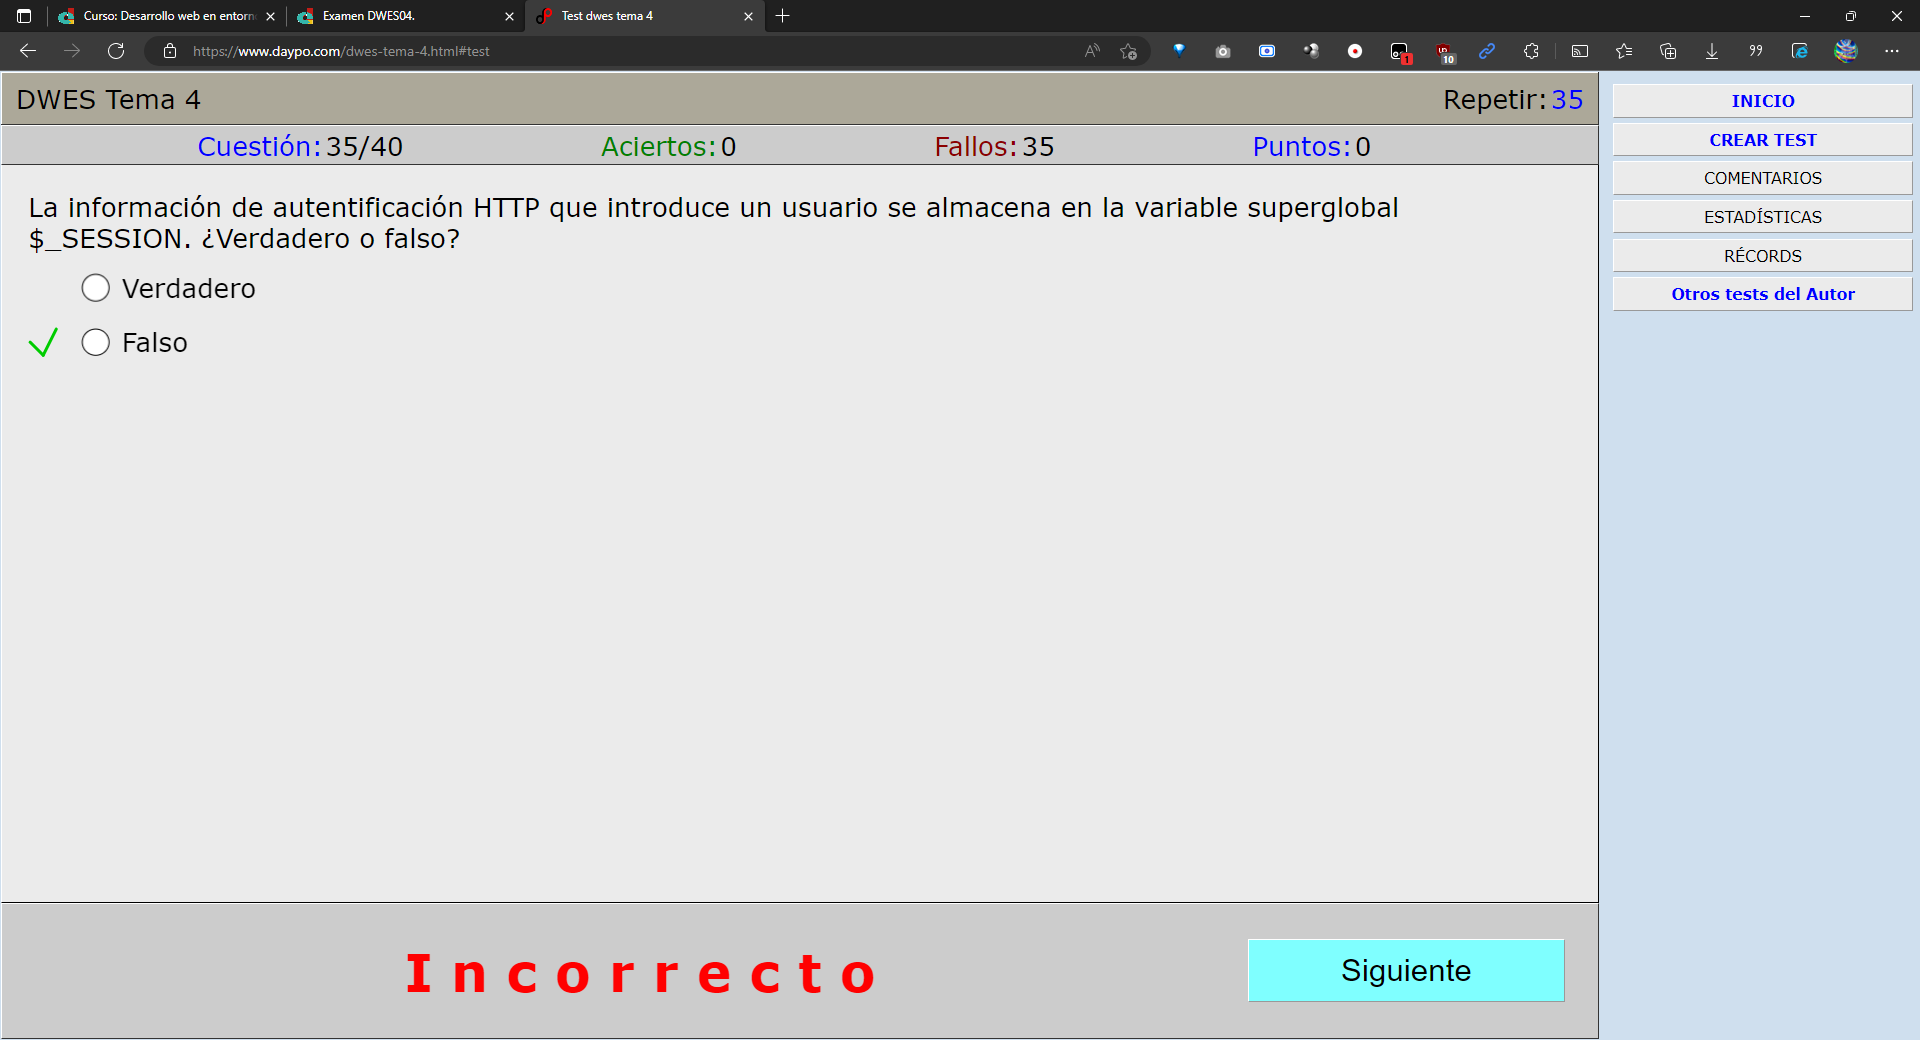 Curso: Desarrollo web en entorn
Examen DWES04.
Test dwes tema 4
https://www.daypo.com/dwes-tema-4.html#test
1
10
DWES Tema 4
Repetir: 35
Cuestión: 35/40
Aciertos: 0
Fallos: 35
Puntos: 0
La información de autentificación HTTP que introduce un usuario se almacena en la variable superglobal
$_SESSION. ¿Verdadero o falso?
Verdadero
Falso
Incorrecto
Siguiente
INICIO
CREAR TEST
COMENTARIOS
ESTADÍSTICAS
RÉCORDS
Otros tests del Autor